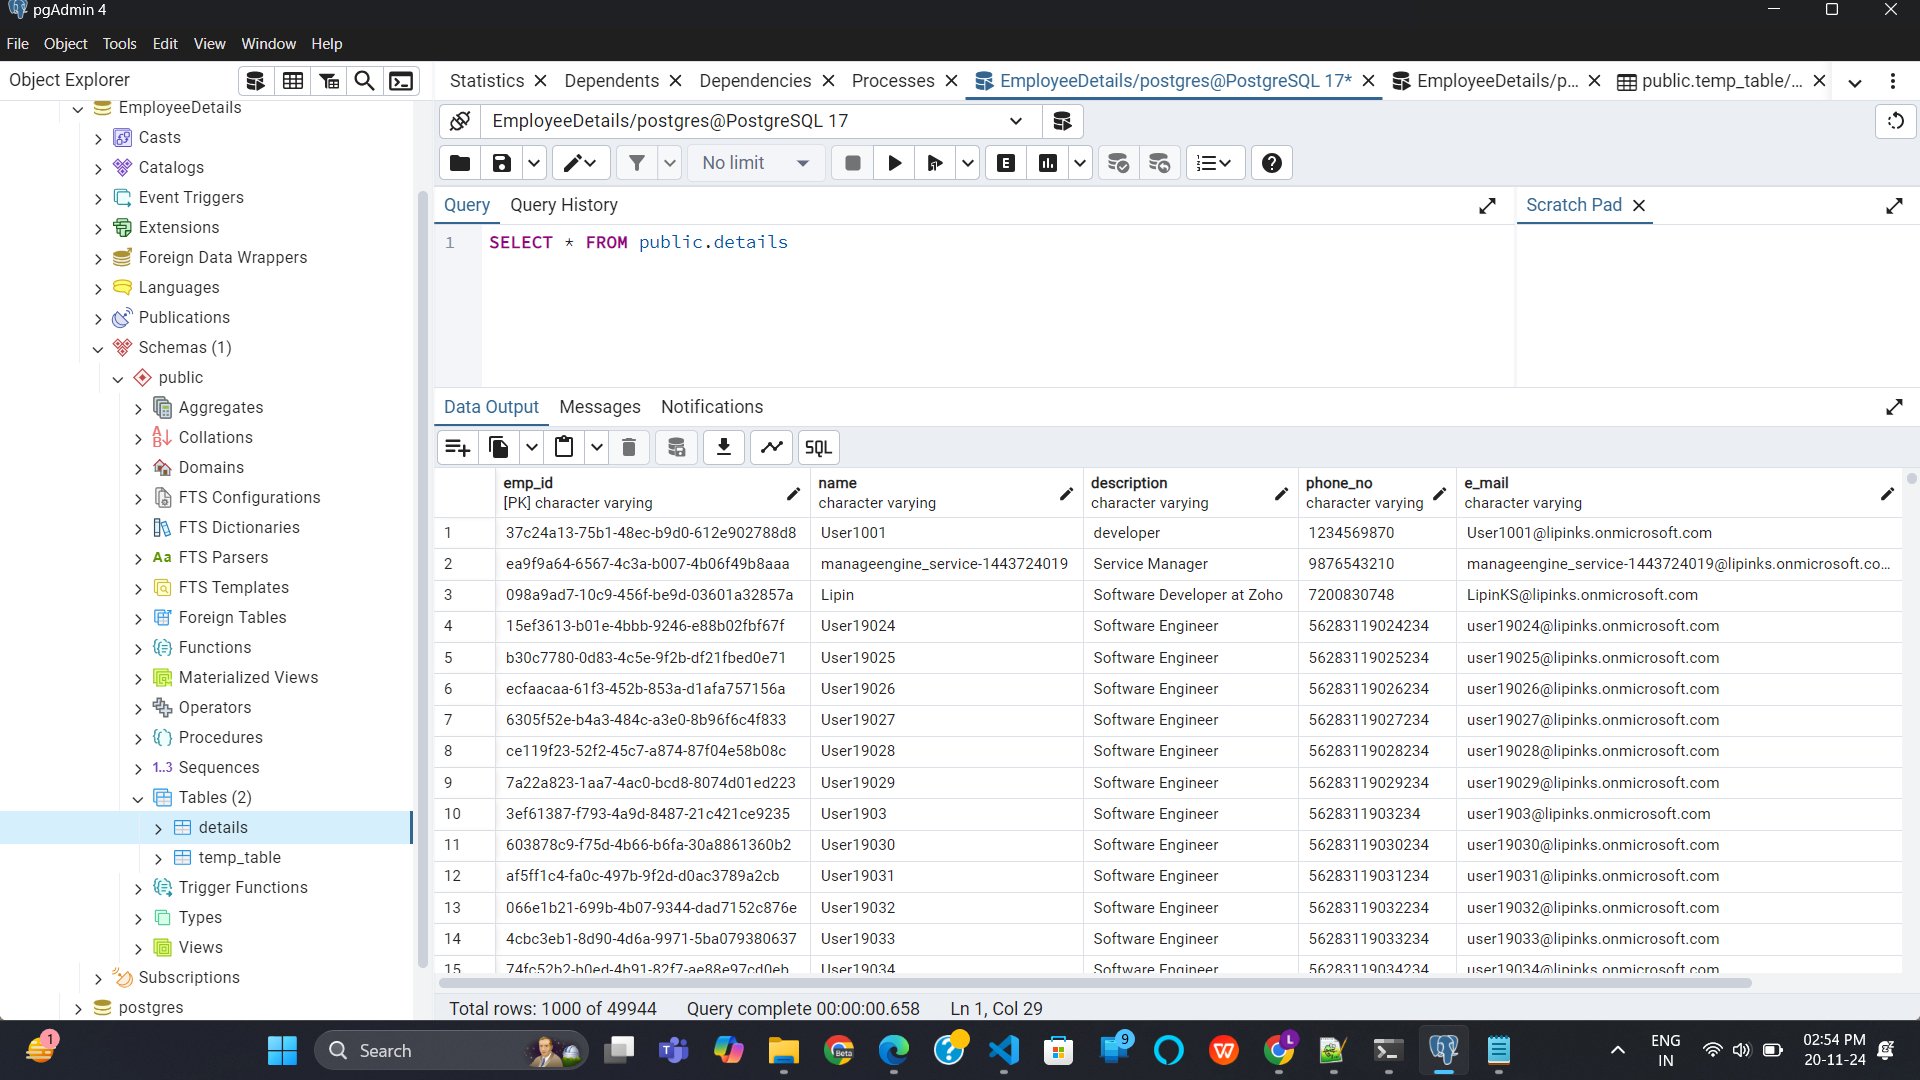 pgAdmin 4
File Object Tools Edit View Window Help
Object Explorer
Statistics Dependents Dependencies Processes EmployeeDetails/postgres@PostgreSQL 17* EmployeeDetails/p... public.temp_table/...
EmployeeDetails
Casts
Catalogs
Event Triggers
Extensions
Foreign Data Wrappers
Languages
Publications
Schemas (1)
public
Aggregates
Collations
Domains
FTS Configurations
FTS Dictionaries
Aa FTS Parsers
FTS Templates
Foreign Tables
Functions
Materialized Views
Operators
Procedures
1..3 Sequences
Tables (2)
details
temp_table
Trigger Functions
Types
Views
Subscriptions
postgres
EmployeeDetails/postgres@PostgreSQL 17
No limit
E
Query Query History
Scratch Pad
1 SELECT * FROM public.details
Data Output Messages Notifications
SQL
emp_id name description phone_no e_mail
[PK] character varying character varying character varying character varying character varying
1 37c24a13-75b1-48ec-b9d0-612e902788d8 User1001 developer 1234569870 User1001@lipinks.onmicrosoft.com
2 ea9f9a64-6567-4c3a-b007-4b06f49b8aaa manageengine_service-1443724019 Service Manager 9876543210 manageengine_service-1443724019@lipinks.onmicrosoft.co...
3 098a9ad7-10c9-456f-be9d-03601a32857a Lipin Software Developer at Zoho 7200830748 LipinKS@lipinks.onmicrosoft.com
4 15ef3613-b01e-4bbb-9246-e88b02fbf67f User19024 Software Engineer 56283119024234 user19024@lipinks.onmicrosoft.com
5 b30c7780-0d83-4c5e-9f2b-df21fbed0e71 User19025 Software Engineer 56283119025234 user19025@lipinks.onmicrosoft.com
6 ecfaacaa-61f3-452b-853a-d1afa757156a User19026 Software Engineer 56283119026234 user19026@lipinks.onmicrosoft.com
7 6305f52e-b4a3-484c-a3e0-8b96f6c4f833 User19027 Software Engineer 56283119027234 user19027@lipinks.onmicrosoft.com
8 ce119f23-52f2-45c7-a874-87f04e58b08c User19028 Software Engineer 56283119028234 user19028@lipinks.onmicrosoft.com
9 7a22a823-1aa7-4ac0-bcd8-8074d01ed223 User19029 Software Engineer 56283119029234 user19029@lipinks.onmicrosoft.com
10 3ef61387-f793-4a9d-8487-21c421ce9235 User1903 Software Engineer 5628311903234 user1903@lipinks.onmicrosoft.com
11 603878c9-f75d-4b66-b6fa-30a8861360b2 User19030 Software Engineer 56283119030234 user19030@lipinks.onmicrosoft.com
12 af5ff1c4-fa0c-497b-9f2d-d0ac3789a2cb User19031 Software Engineer 56283119031234 user19031@lipinks.onmicrosoft.com
13 066e1b21-699b-4b07-9344-dad7152c876e User19032 Software Engineer 56283119032234 user19032@lipinks.onmicrosoft.com
14 4cbc3eb1-8d90-4d6a-9971-5ba079380637 User19033 Software Engineer 56283119033234 user19033@lipinks.onmicrosoft.com
15 74fc52b2-b0ed-4b91-82f7-ae88e97cd0eb User19034 Software Engineer 56283119034234 user19034@lipinks.onmicrosoft.com
Total rows: 1000 of 49944 Query complete 00:00:00.658 Ln 1, Col 29
1
Search
Beta
9
L
ENG
IN
02:54 PM
20-11-24